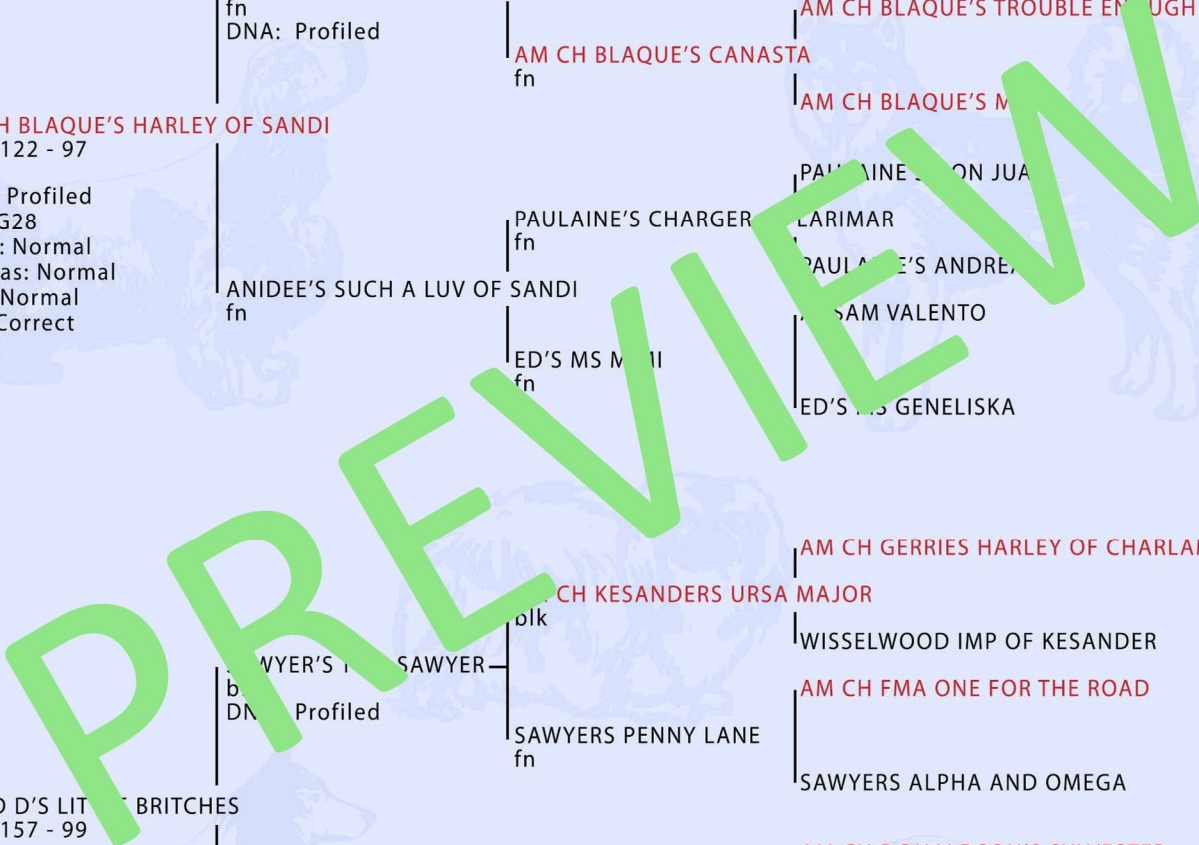 fn
DNA: Profiled
AM CH BLAQUE'S TROUBLE
AM CH BLAQUE'S CANASTA
fn
AM CH BLAQUE'S
H BLAQUE'S HARLEY OF SANDI
122 - 97
Profiled
G28
: Normal
as: Normal
Normal
Correct
PAULAINE'S CHARGER LARIMAR
fn
ANIDEE'S SUCH A LUV OF SANDI
fn
SAM VALENTO
ED'S MS
fn
ED'S GENELISKA
AM CH GERRIES HARLEY OF
CH KESANDERS URSA MAJOR
blk
WISSELWOOD IMP OF KESANDER
SAWYER
Profiled
AM CH FMA ONE FOR THE ROAD
SAWYERS PENNY LANE
fn
SAWYERS ALPHA AND OMEGA
D'S BRITCHES
157 - 99
PREVIEW